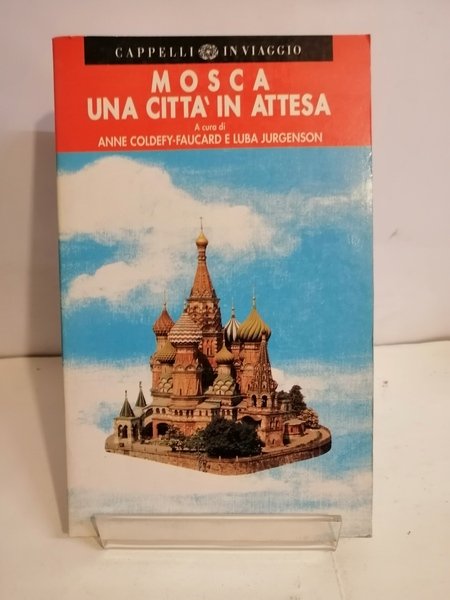 CAPPELLI IN VIAGGIO
MOSCA
UNA CITTA' IN ATTESA
A cura di
ANNE COLDEFY-FAUCARD E LUBA JURGENSON